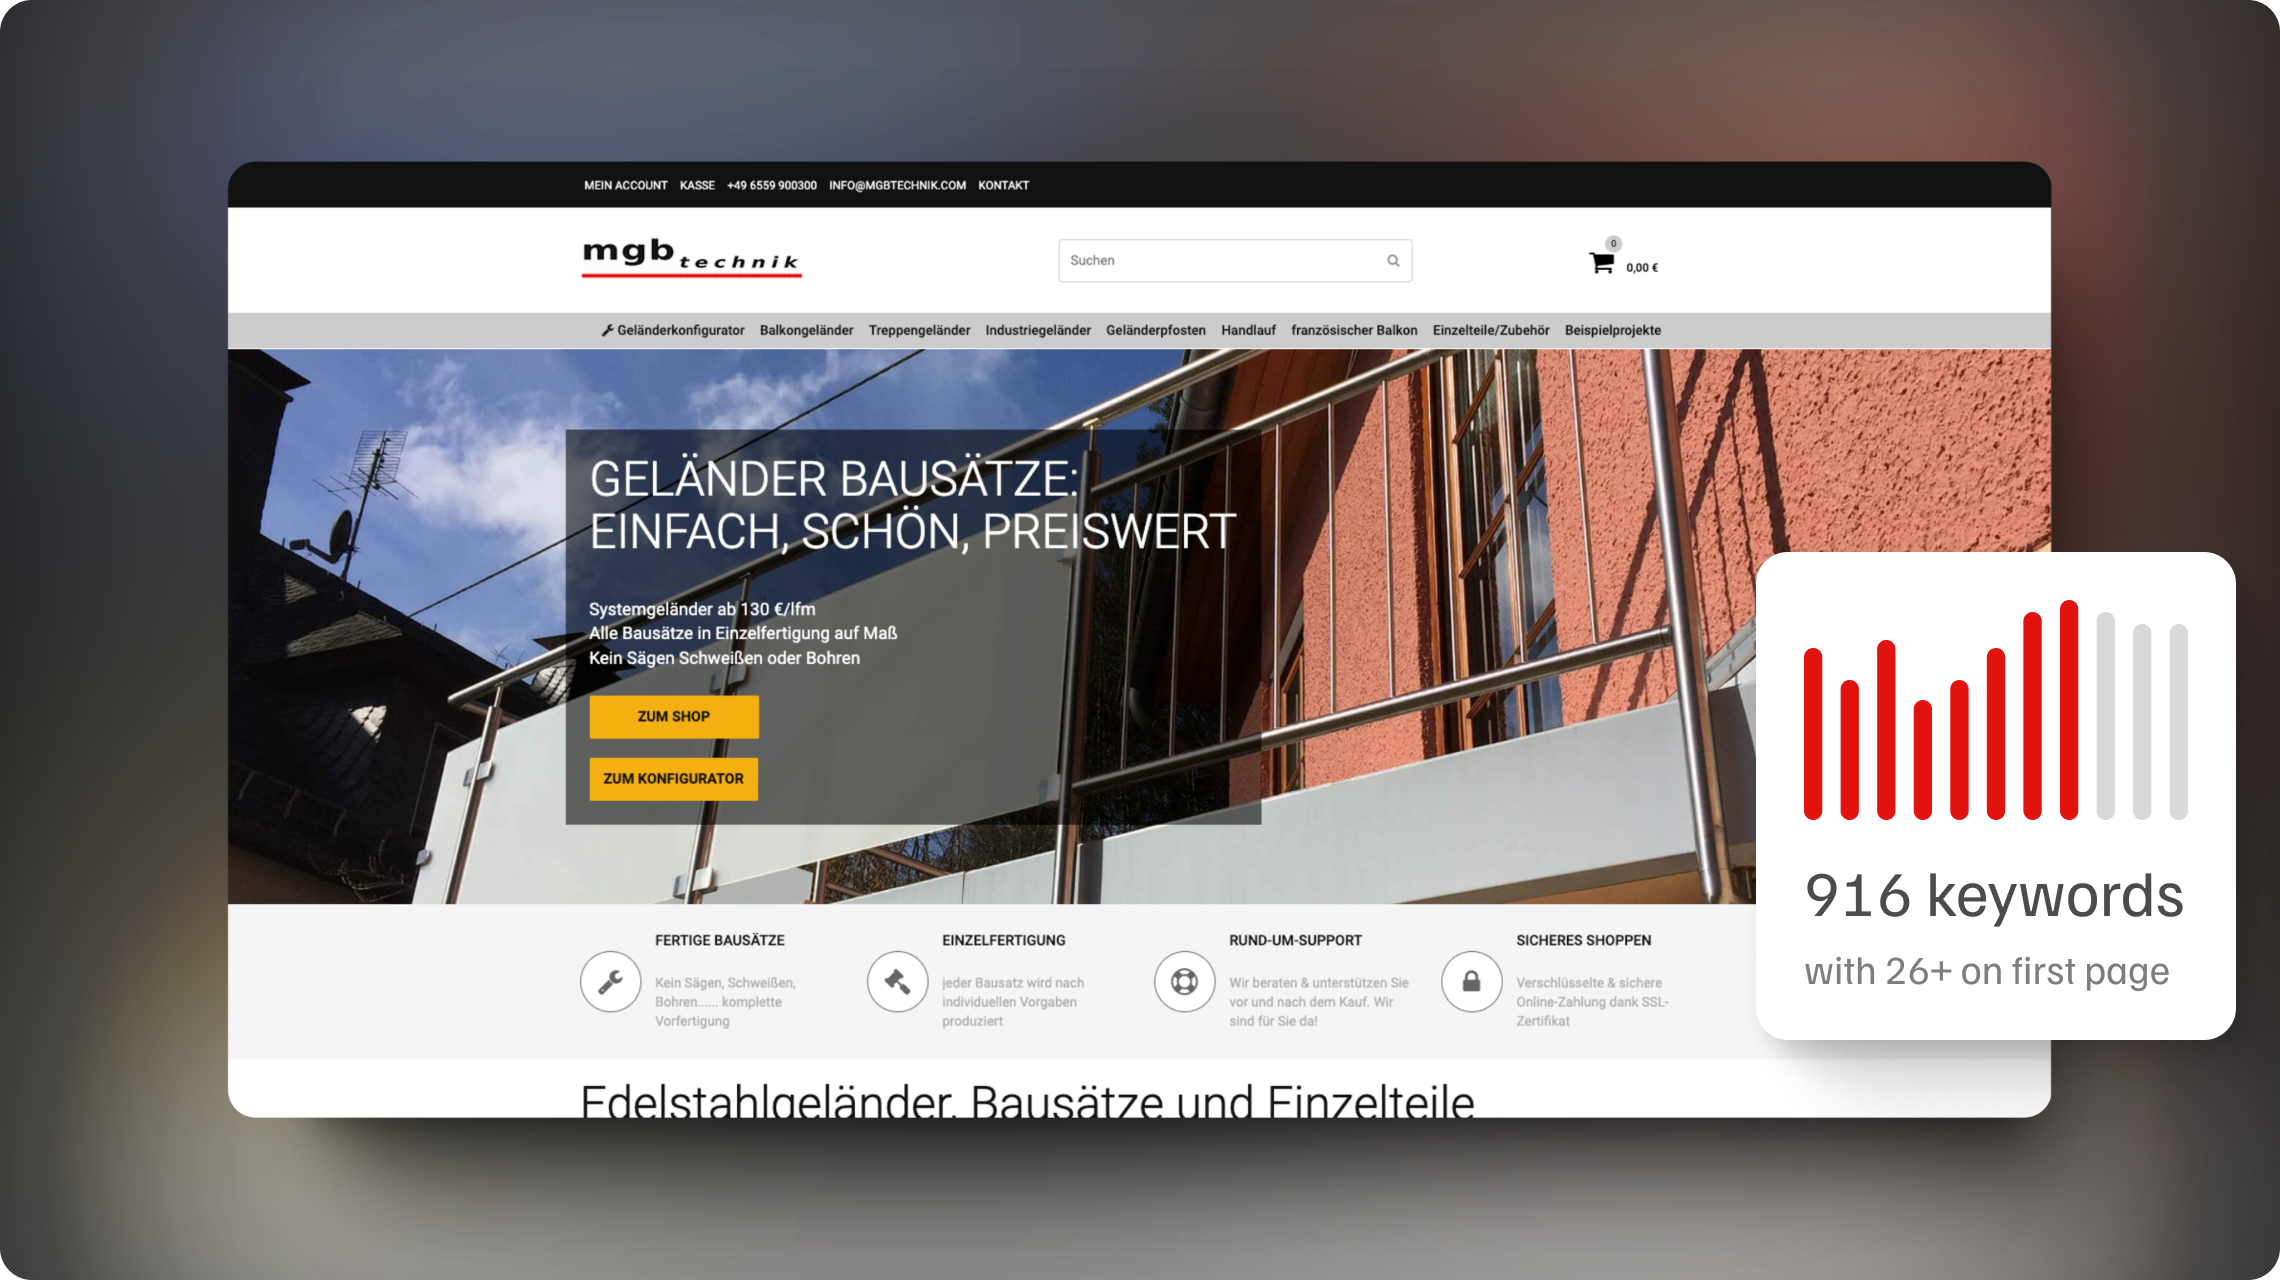 MEIN ACCOUNT KASSE +49 6559 900300 INFO@MGBTECHNIK.COM KONTAKT
mgb technik
Suchen
0
0,00 €
Geländerkonfigurator Balkongeländer Treppengeländer Industriegeländer Geländerpfosten Handlauf französischer Balkon Einzelteile/Zubehör Beispielprojekte
GELÄNDER BAUSÄTZE:
EINFACH, SCHÖN, PREISWERT
Systemgeländer ab 130 €/lfm
Alle Bausätze in Einzelfertigung auf Maß
Kein Sägen Schweißen oder Bohren
ZUM SHOP
ZUM KONFIGURATOR
916 keywords
with 26+ on first page
FERTIGE BAUSÄTZE
Kein Sägen, Schweißen,
Bohren...... komplette
Vorfertigung
EINZELFERTIGUNG
jeder Bausatz wird nach
individuellen Vorgaben
produziert
RUND-UM-SUPPORT
Wir beraten & unterstützen Sie
vor und nach dem Kauf. Wir
sind für Sie da!
SICHERES SHOPPEN
Verschlüsselte & sichere
Online-Zahlung dank SSL-
Zertifikat
Edelstahlgeländer, Bausätze und Einzelteile